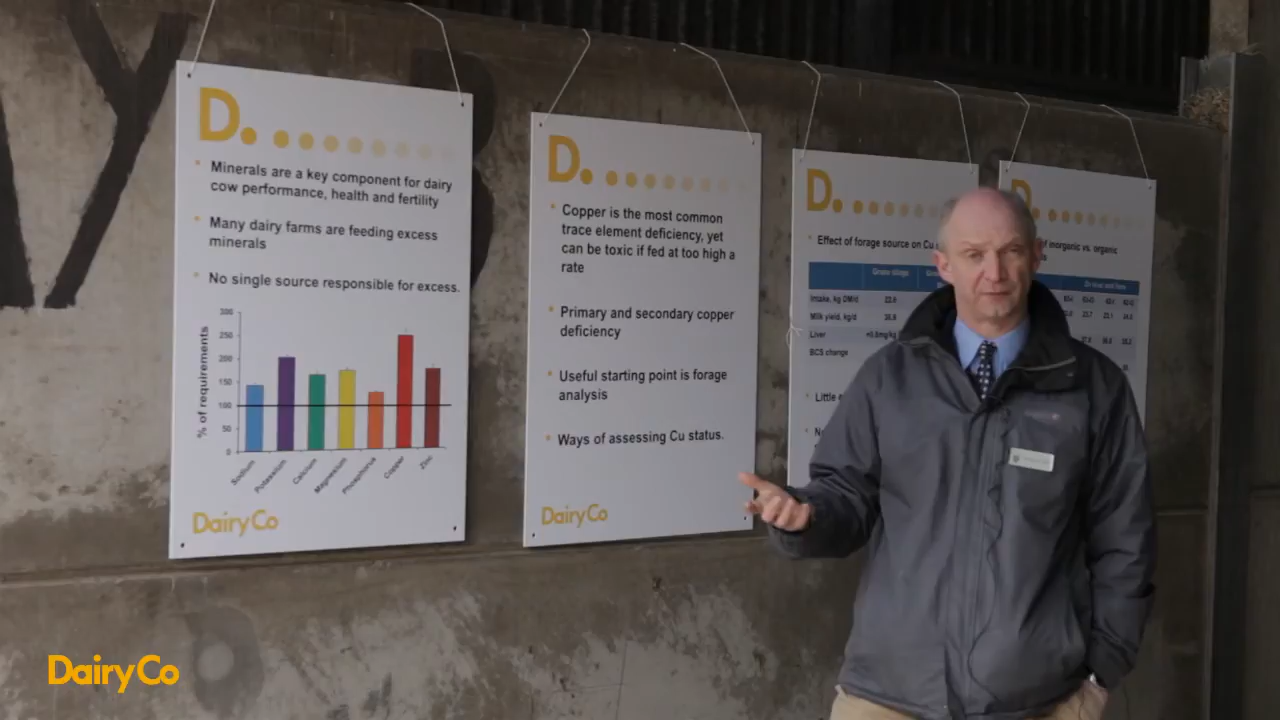 D.
Minerals are a key component for dairy
cow performance, health and fertility
Many dairy farms are feeding excess
minerals
No single source responsible for excess.
% of requirements
300
250
200
150
100
50
0
Sodium
Potassium
Calcium
Magnesium
Phosphorus
Copper
Zinc
DairyCo
D.
Copper is the most common
trace element deficiency, yet
can be toxic if fed at too high a
rate
Primary and secondary copper
deficiency
Useful starting point is forage
analysis
Ways of assessing Cu status.
DairyCo
D.
Effect of forage source on Cu
Grass silage
Intake, kg DM/d 22.6
Milk yield, kg/d
Liver
BCS change
Little
D.
of inorganic vs. organic
DairyCo